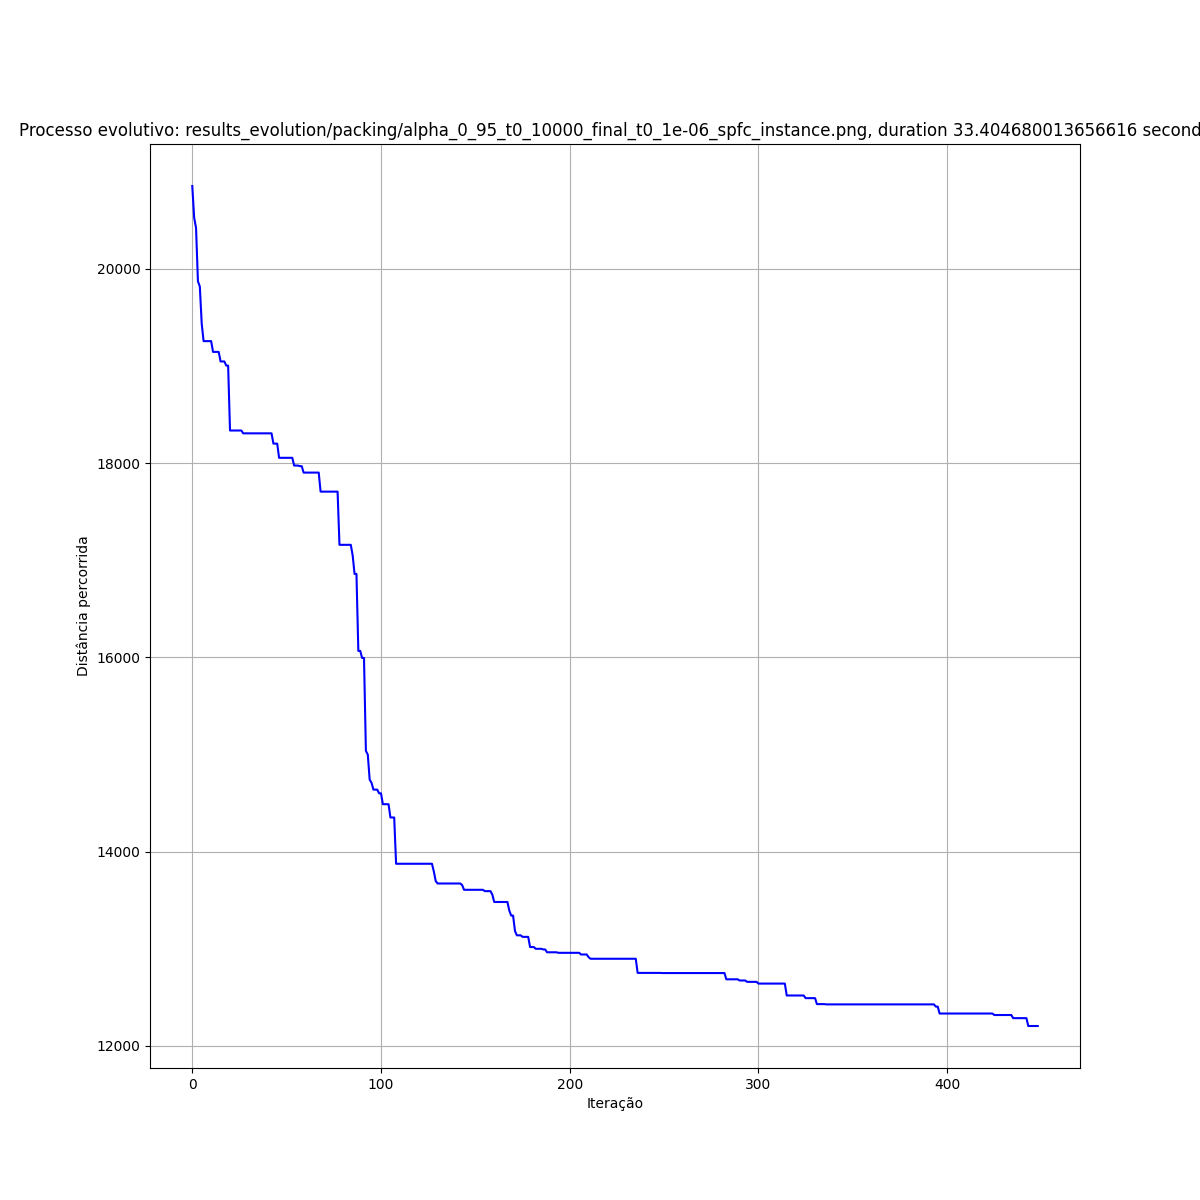 Processo evolutivo: results_evolution/packing/alpha_0_95_t0_10000_final_t0_1e-06_spfc_instance.png, duration 33.404680013656616 second
20000
18000
16000
14000
12000
Distância percorrida
0 100 200 300 400
Iteração